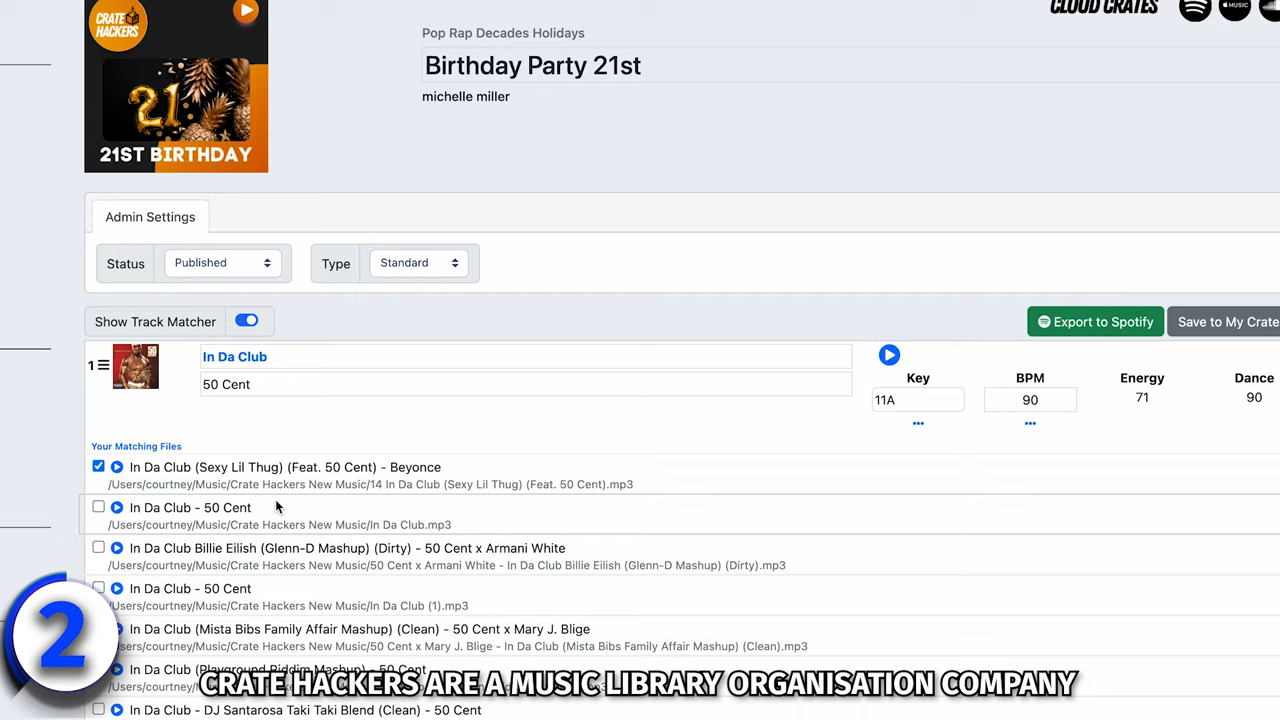 CRATE
HACKERS
21
21ST BIRTHDAY
CLOUD CRATES
MUSIC
Pop Rap Decades Holidays
Birthday Party 21st
michelle miller
Admin Settings
Status
Published
Type
Standard
Show Track Matcher
Export to Spotify
Save to My Crate
1
In Da Club
50 Cent
Key
BPM
Energy
Dance
11A
90
71
90
Your Matching Files
In Da Club (Sexy Lil Thug) (Feat. 50 Cent) - Beyonce
/Users/courtney/Music/Crate Hackers New Music/14 In Da Club (Sexy Lil Thug) (Feat. 50 Cent).mp3
In Da Club - 50 Cent
/Users/courtney/Music/Crate Hackers New Music/In Da Club.mp3
In Da Club Billie Eilish (Glenn-D Mashup) (Dirty) - 50 Cent x Armani White
/Users/courtney/Music/Crate Hackers New Music/50 Cent x Armani White - In Da Club Billie Eilish (Glenn-D Mashup) (Dirty).mp3
In Da Club - 50 Cent
sers/courtney/Music/Crate Hackers New Music/In Da Club (1).mp3
In Da Club (Mista Bibs Family Affair Mashup) (Clean) - 50 Cent x Mary J. Blige
sers/courtney/Music/Crate Hackers New Music/50 Cent x Mary J. Blige - In Da Club (Mista Bibs Family Affair Mashup) (Clean).mp3
In Da Club (Playground Riddim Mashup) - 50 Cent
2
CRATE HACKERS ARE A MUSIC LIBRARY ORGANISATION COMPANY
In Da Club - DJ Santarosa Taki Taki Blend (Clean) - 50 Cent